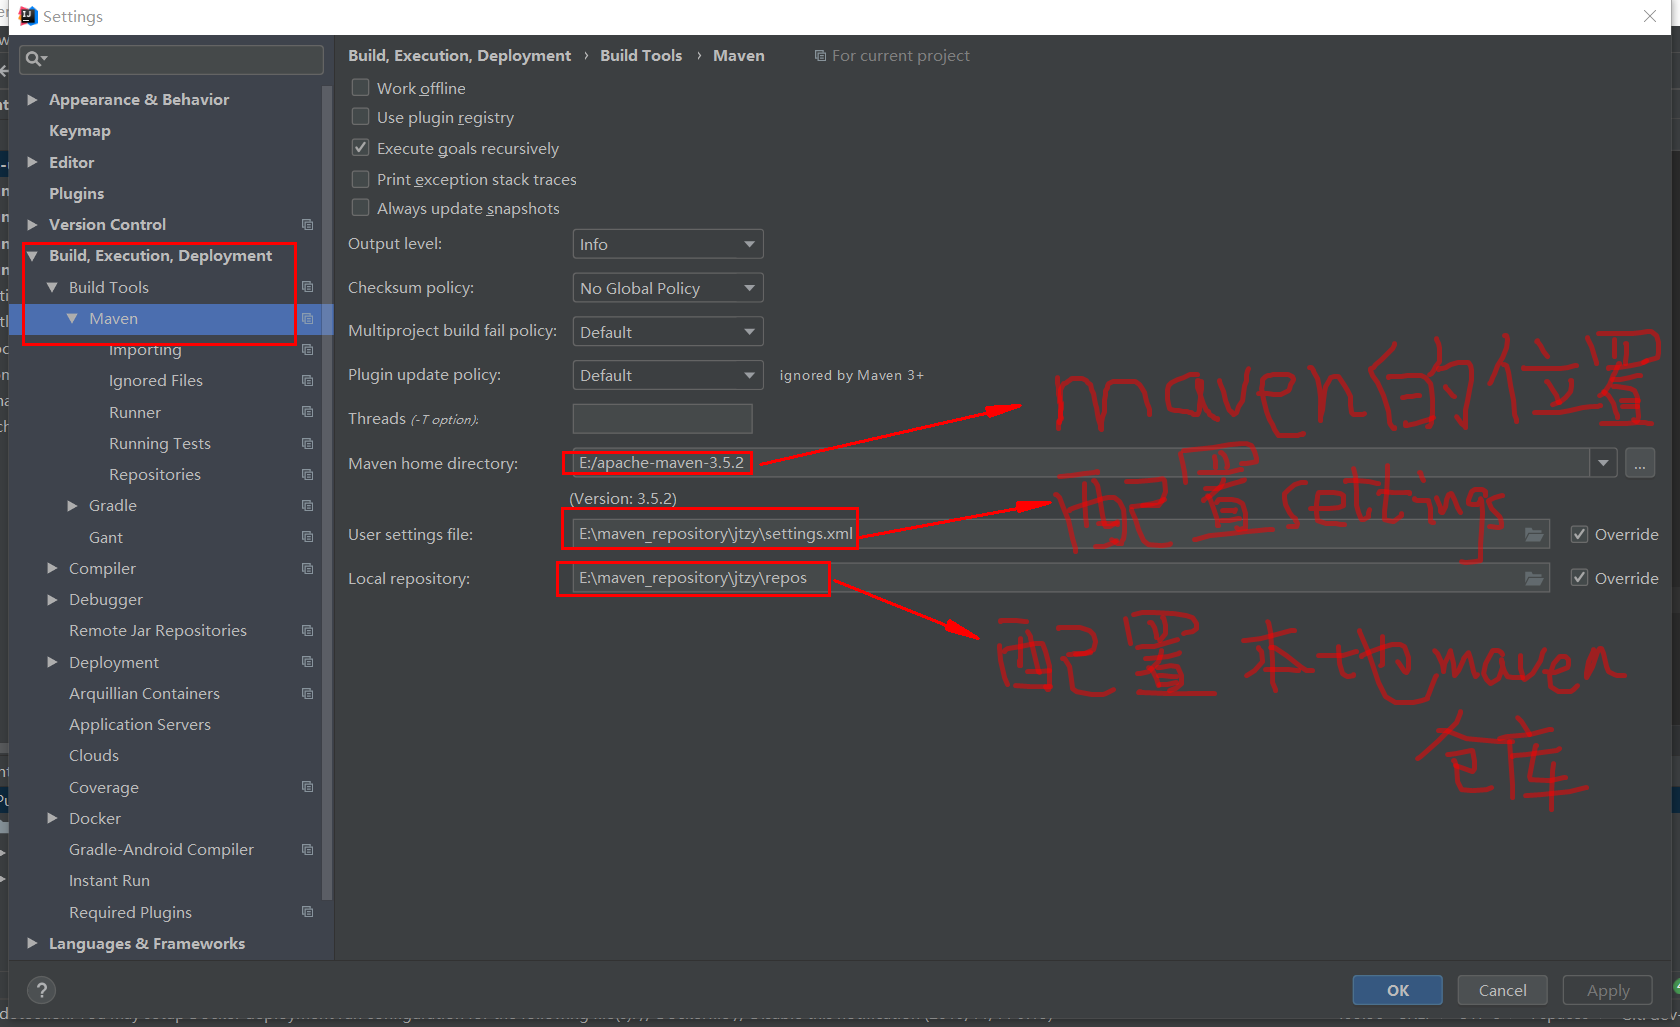 Settings
Build, Execution, Deployment › Build Tools › Maven
For current project
Appearance & Behavior
Keymap
Editor
Plugins
Version Control
Build, Execution, Deployment
Build Tools
Maven
Importing
Ignored Files
Runner
Running Tests
Repositories
Gradle
Gant
Compiler
Debugger
Remote Jar Repositories
Deployment
Arquillian Containers
Application Servers
Clouds
Coverage
Docker
Gradle-Android Compiler
Instant Run
Required Plugins
Languages & Frameworks
Work offline
Use plugin registry
Execute goals recursively
Print exception stack traces
Always update snapshots
Output level: Info
Checksum policy: No Global Policy
Multiproject build fail policy: Default
Plugin update policy: Default ignored by Maven 3+
Threads (-T option):
maven的位置
Maven home directory: E:/apache-maven-3.5.2 ...
(Version: 3.5.2)
配置settings
User settings file: E:\maven_repository\jtzy\settings.xml Override
Local repository: E:\maven_repository\jtzy\repos Override
配置本地maven
仓库
? OK Cancel Apply